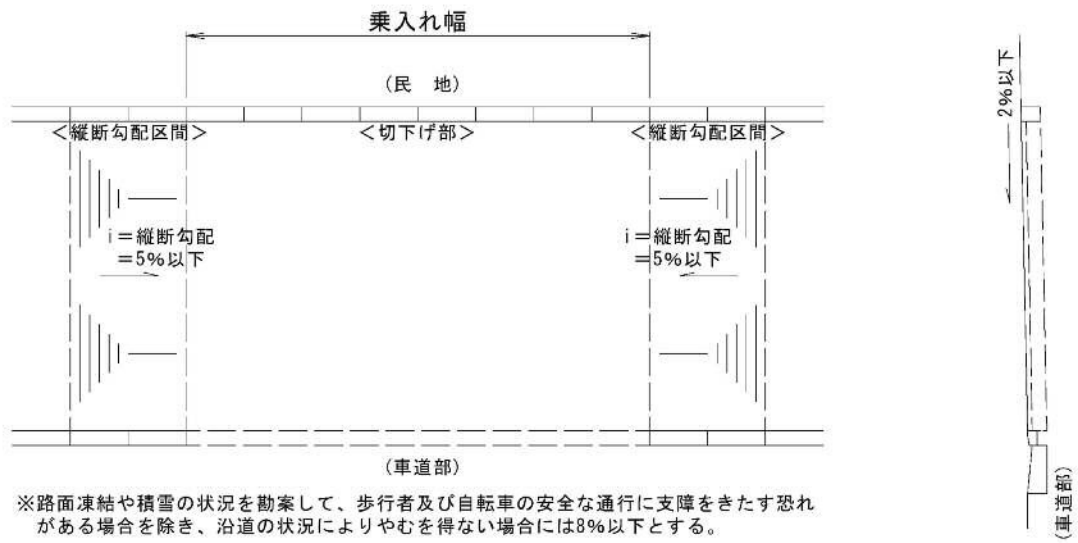 乗入れ幅
(民　地)
<縦断勾配区間>
<切下げ部>
<縦断勾配区間>
i＝縦断勾配
＝5%以下
i＝縦断勾配
＝5%以下
(車道部)
※路面凍結や積雪の状況を勘案して、歩行者及び自転車の安全な通行に支障をきたす恐れ
がある場合を除き、沿道の状況によりやむを得ない場合には8%以下とする。
2%以下
(車道部)